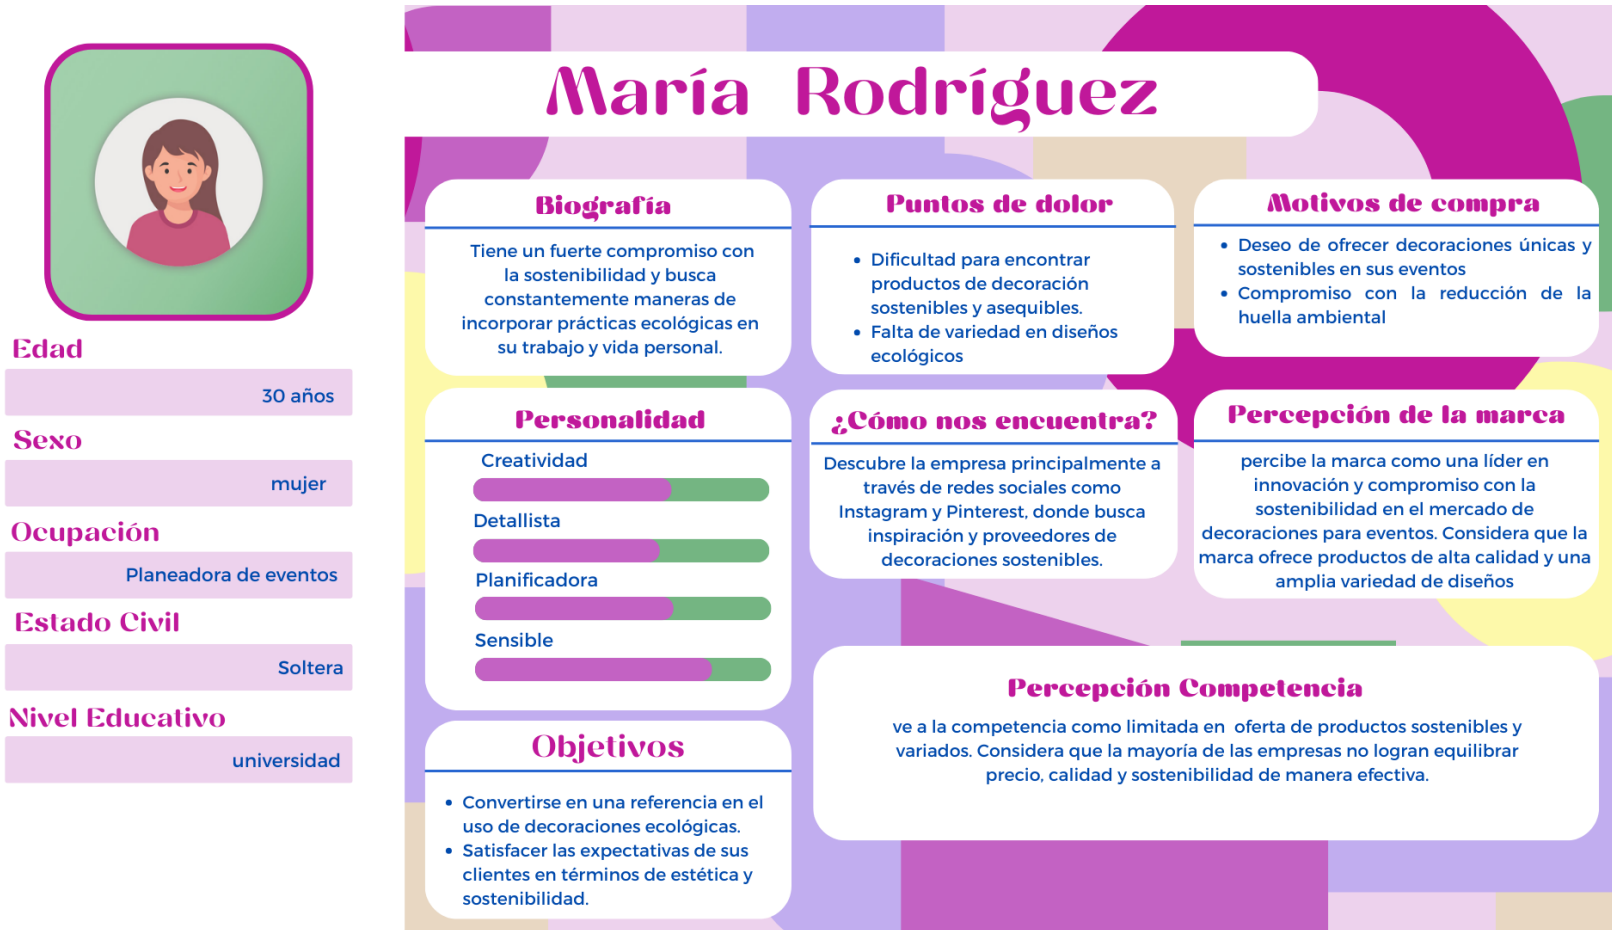 María Rodríguez
Edad
30 años
Sexo
mujer
Ocupación
Planeadora de eventos
Estado Civil
Soltera
Nivel Educativo
universidad
Biografía
Tiene un fuerte compromiso con
la sostenibilidad y busca
constantemente maneras de
incorporar prácticas ecológicas en
su trabajo y vida personal.
Personalidad
Creatividad
Detallista
Planificadora
Sensible
Objetivos
• Convertirse en una referencia en el
uso de decoraciones ecológicas.
• Satisfacer las expectativas de sus
clientes en términos de estética y
sostenibilidad.
Puntos de dolor
• Dificultad para encontrar
productos de decoración
sostenibles y asequibles.
• Falta de variedad en diseños
ecológicos
Motivos de compra
• Deseo de ofrecer decoraciones únicas y
sostenibles en sus eventos
• Compromiso con la reducción de la
huella ambiental
¿Cómo nos encuentra?
Descubre la empresa principalmente a
través de redes sociales como
Instagram y Pinterest, donde busca
inspiración y proveedores de
decoraciones sostenibles.
Percepción de la marca
percibe la marca como una líder en
innovación y compromiso con la
sostenibilidad en el mercado de
decoraciones para eventos. Considera que la
marca ofrece productos de alta calidad y una
amplia variedad de diseños
Percepción Competencia
ve a la competencia como limitada en oferta de productos sostenibles y
variados. Considera que la mayoría de las empresas no logran equilibrar
precio, calidad y sostenibilidad de manera efectiva.